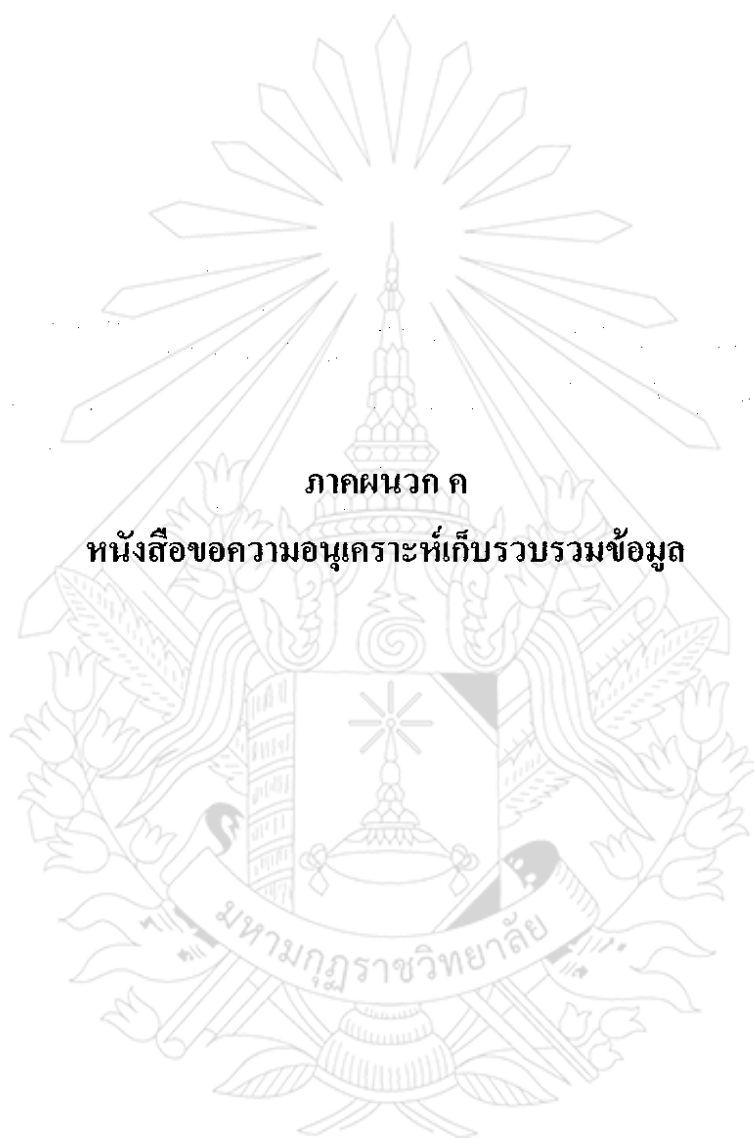 ภาคผนวก ค
หนังสือขอความอนุเคราะห์เก็บรวบรวมข้อมูล
มหามกุฏราชวิทยาลัย